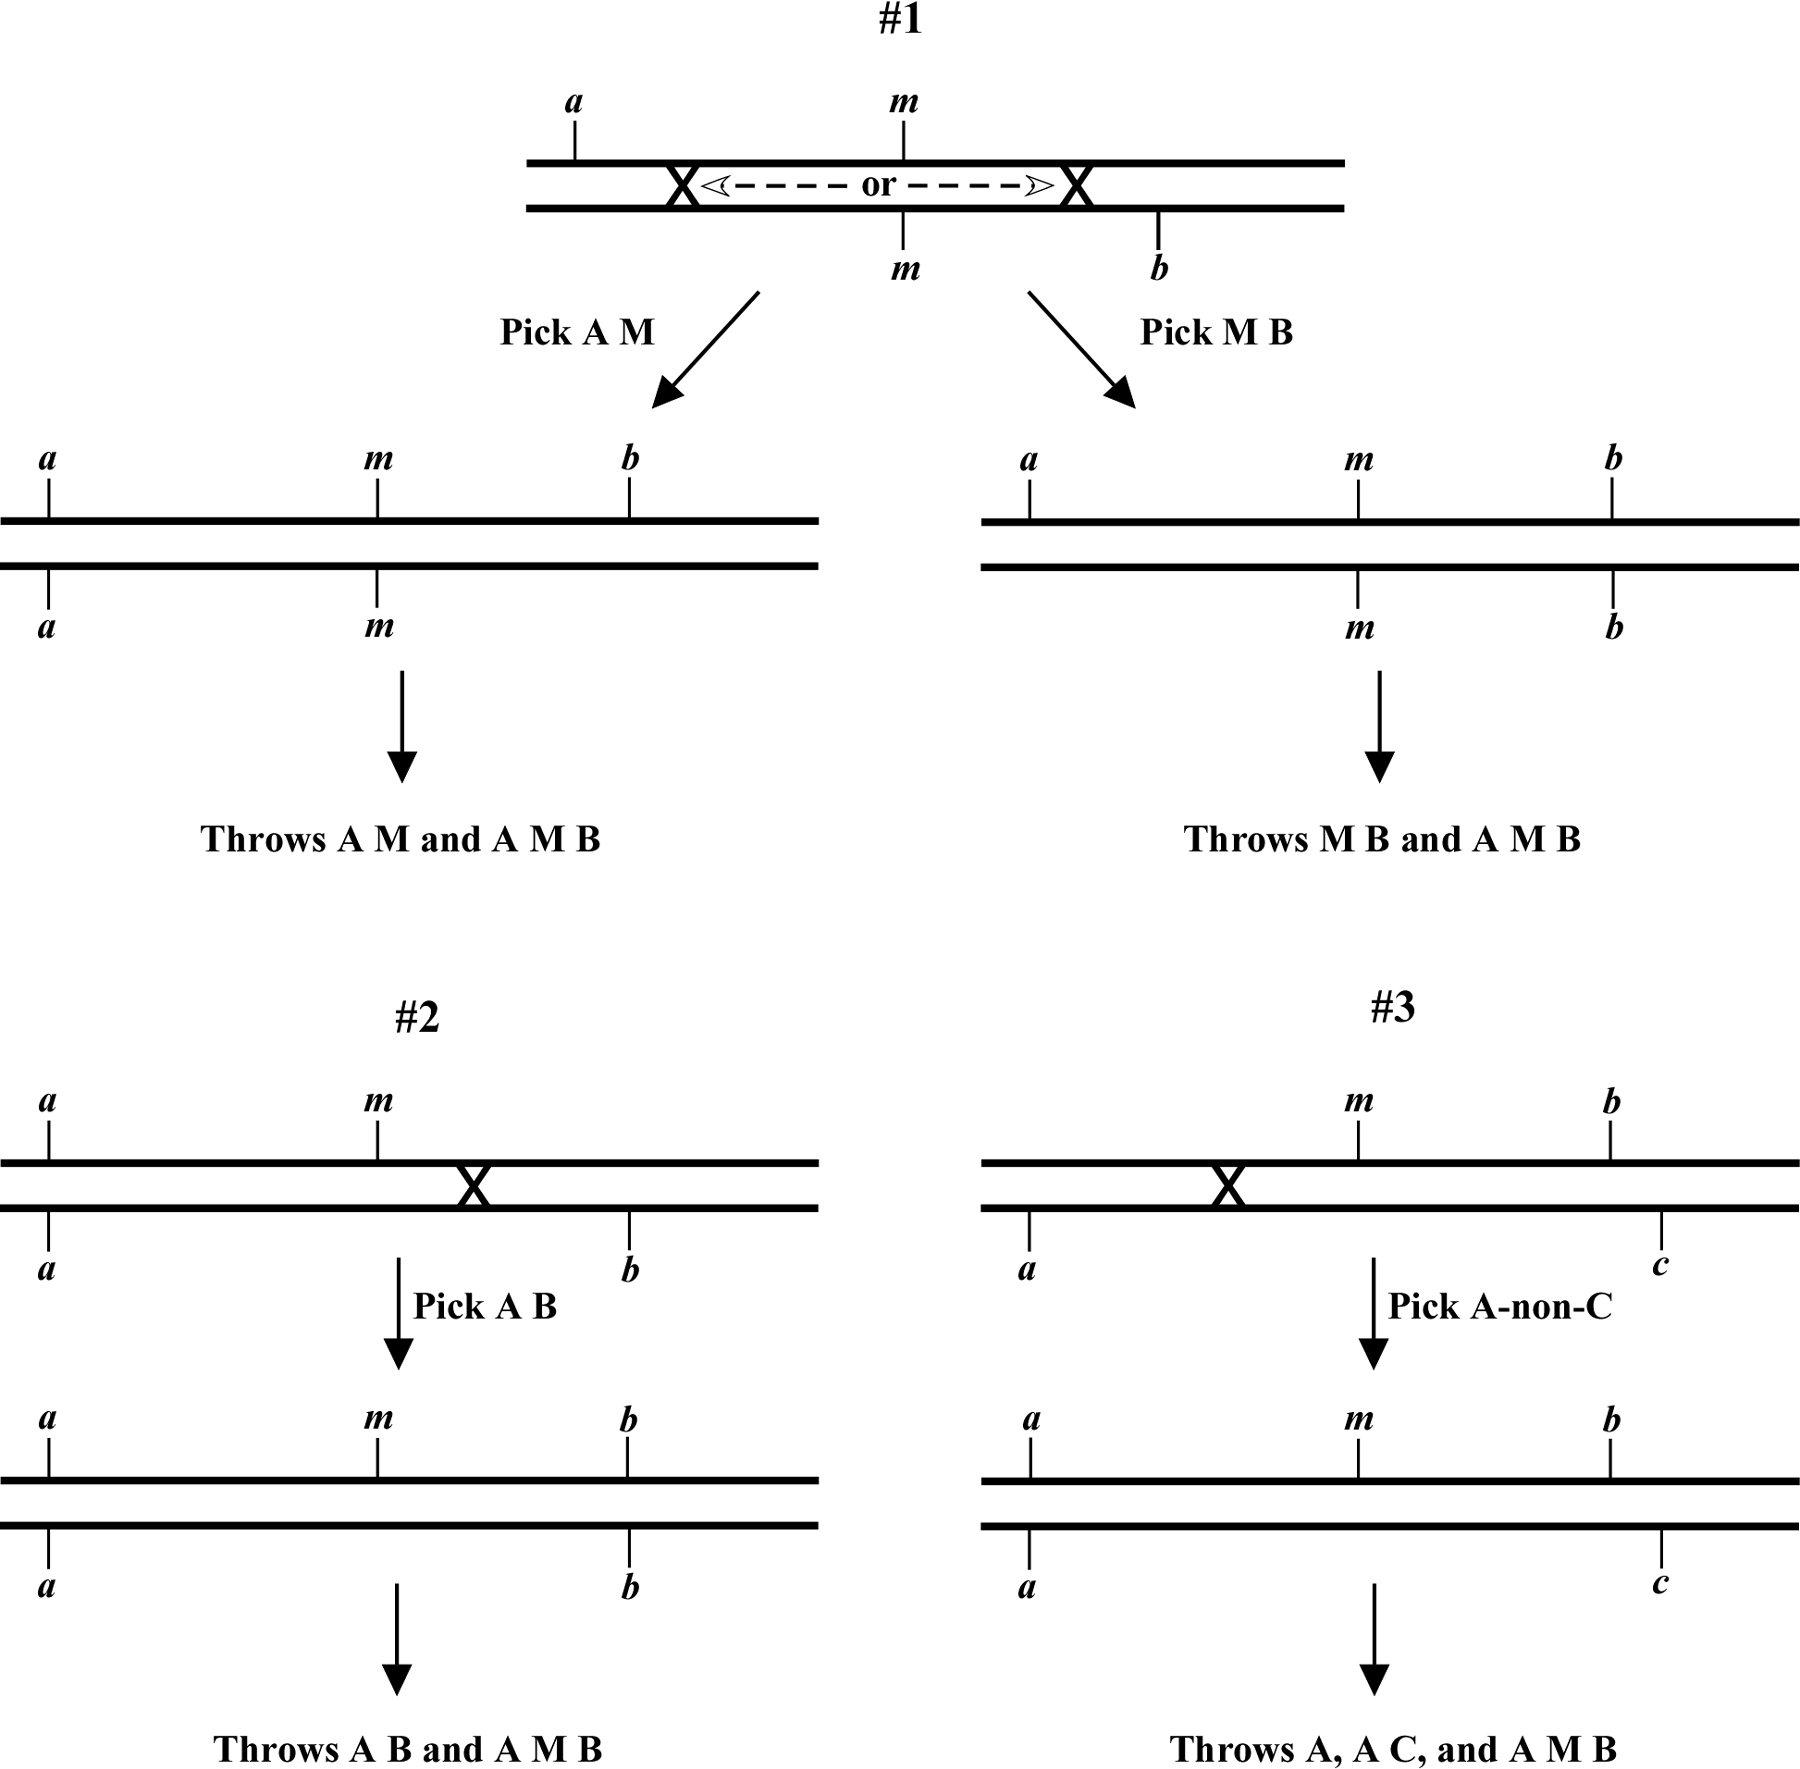 #1
a m
or
m b
Pick A M Pick M B
a m b a m b
a m m b
Throws A M and A M B Throws M B and A M B
#2 #3
a m m b
a b a c
Pick A B Pick A-non-C
a m b a m b
a b a c
Throws A B and A M B Throws A, A C, and A M B